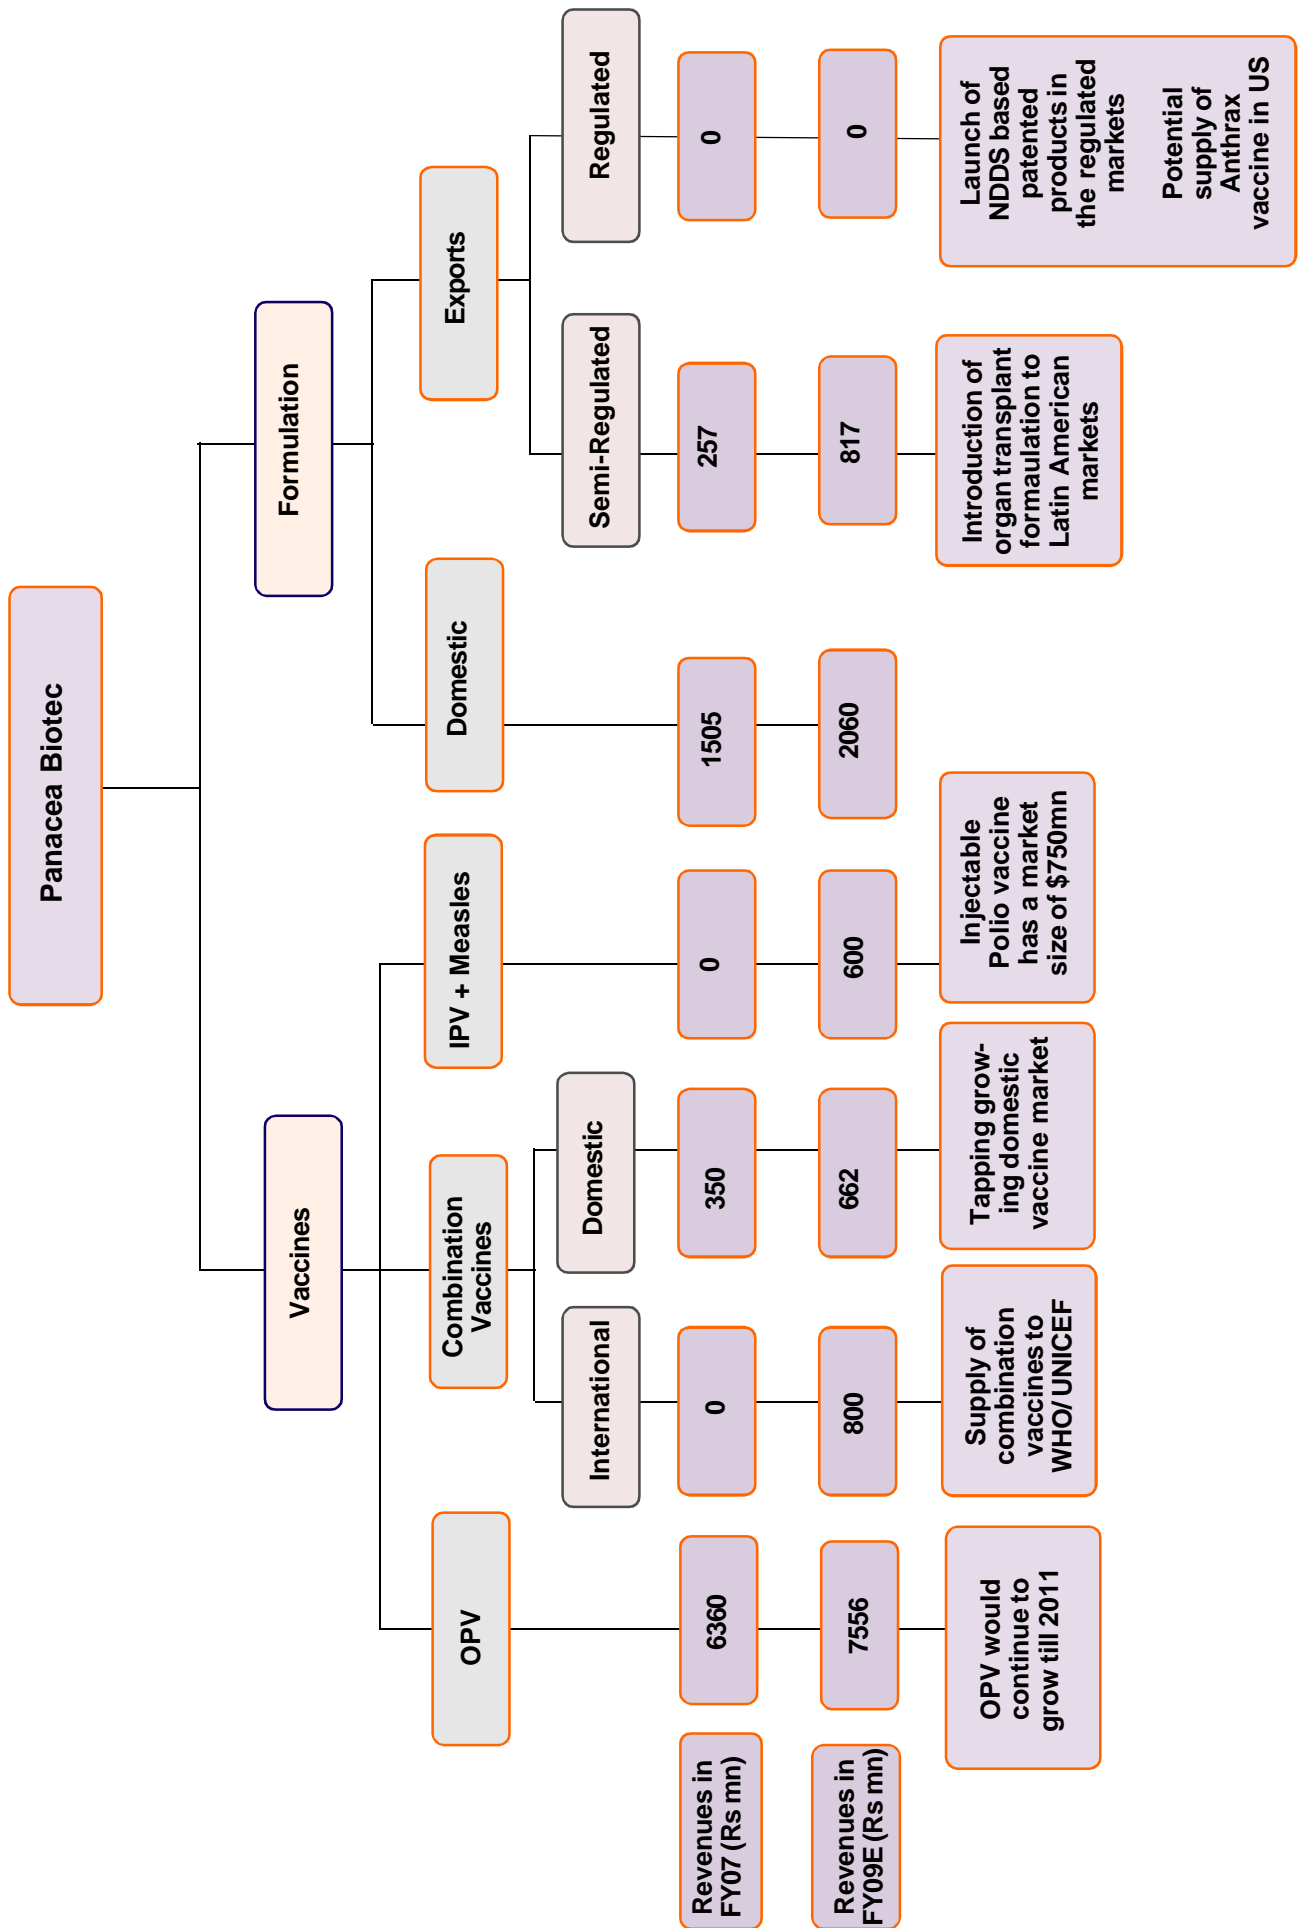 Panacea Biotec
Vaccines
Formulation
OPV
Combination
Vaccines
IPV + Measles
Domestic
Exports
International
Domestic
Semi-Regulated
Regulated
Revenues in
FY07 (Rs mn)
6360
0
350
0
1505
257
0
Revenues in
FY09E (Rs mn)
7556
800
662
600
2060
817
0
OPV would
continue to
grow till 2011
Supply of
combination
vaccines to
WHO/ UNICEF
Tapping grow-
ing domestic
vaccine market
Injectable
Polio vaccine
has a market
size of $750mn
Introduction of
organ transplant
formaulation to
Latin American
markets
Launch of
NDDS based
patented
products in
the regulated
markets
Potential
supply of
Anthrax
vaccine in US